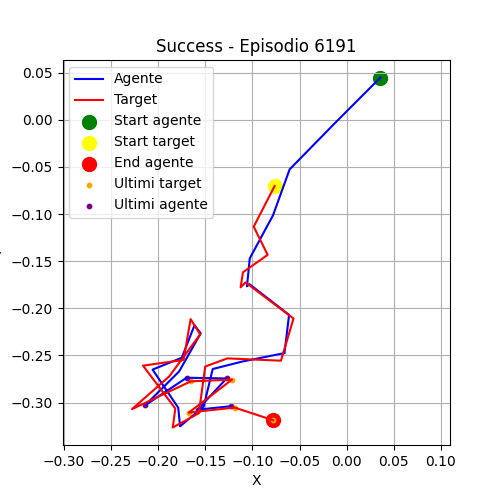 Success - Episodio 6191
Agente
Target
Start agente
Start target
End agente
Ultimi target
Ultimi agente
0.05
0.00
−0.05
−0.10
−0.15
−0.20
−0.25
−0.30
−0.30 −0.25 −0.20 −0.15 −0.10 −0.05 0.00 0.05 0.10
X